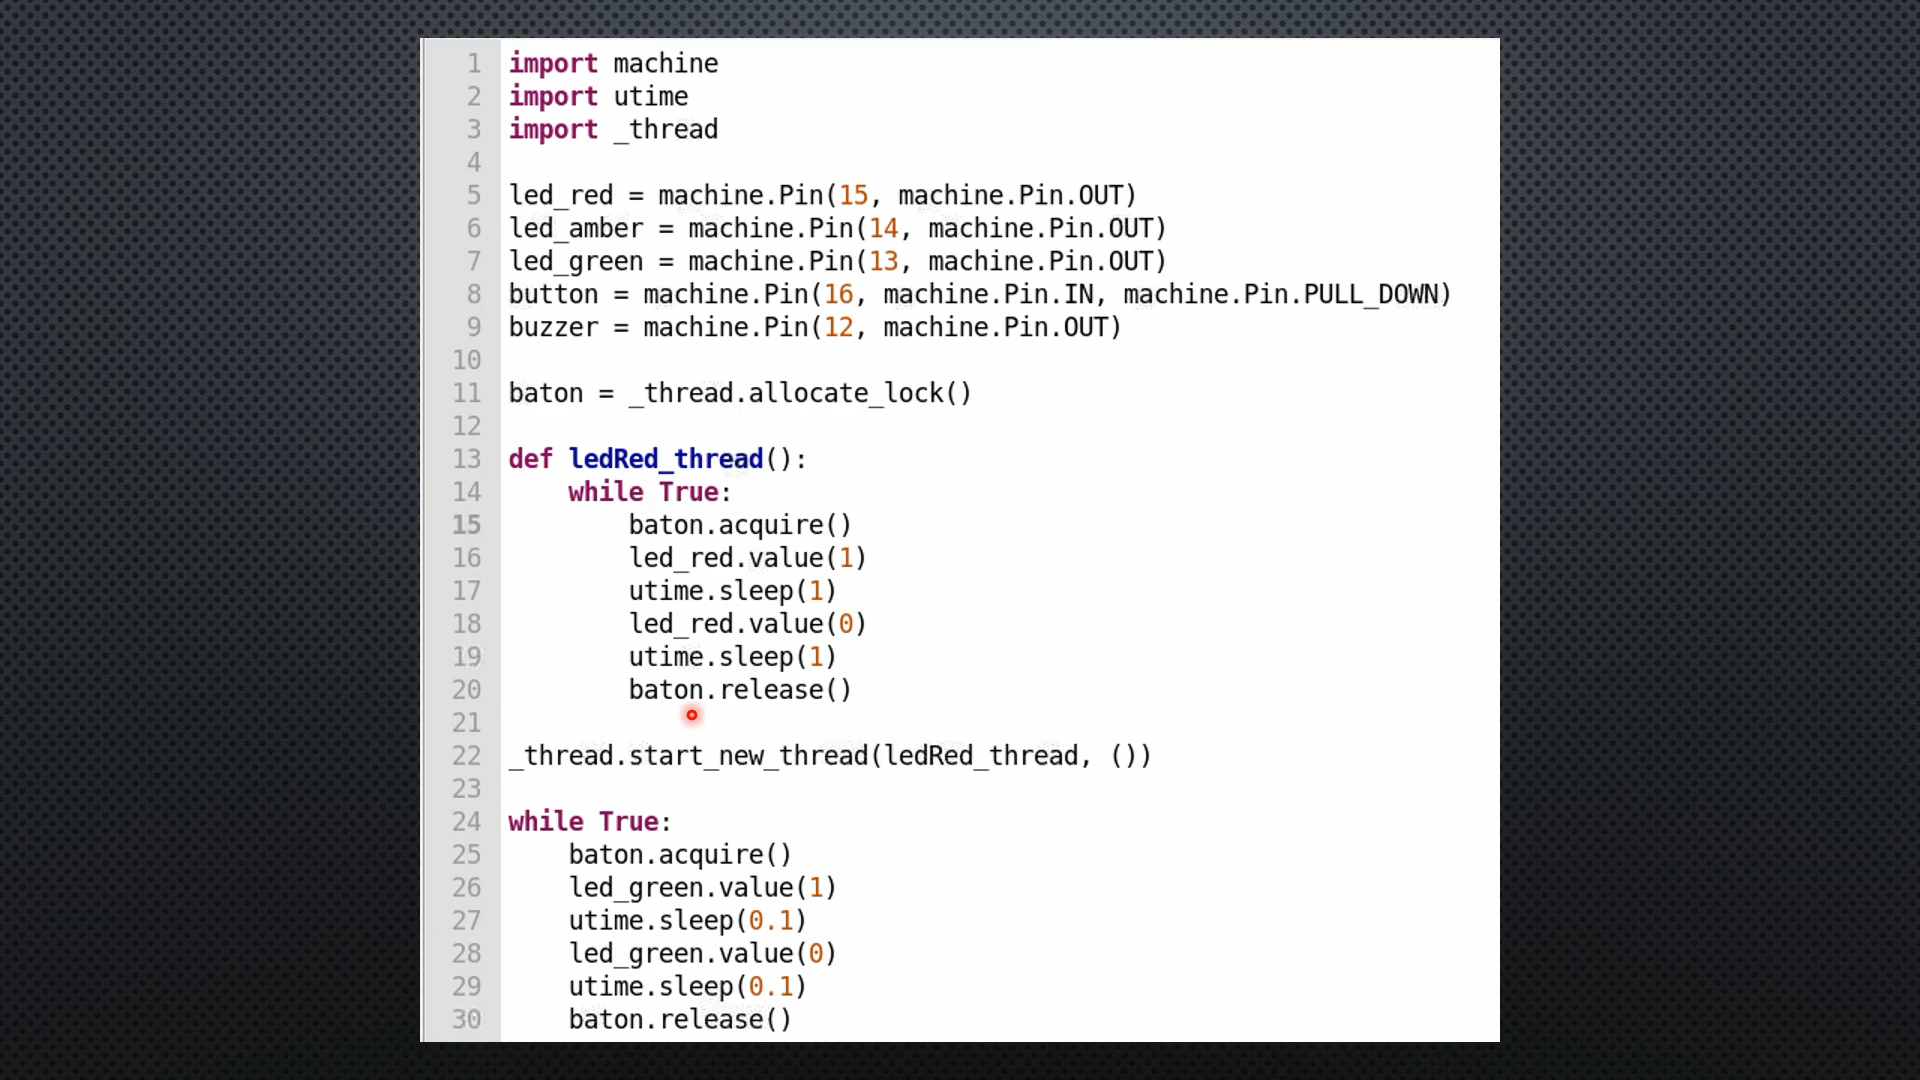 1 import machine
2 import utime
3 import _thread
4
5 led_red = machine.Pin(15, machine.Pin.OUT)
6 led_amber = machine.Pin(14, machine.Pin.OUT)
7 led_green = machine.Pin(13, machine.Pin.OUT)
8 button = machine.Pin(16, machine.Pin.IN, machine.Pin.PULL_DOWN)
9 buzzer = machine.Pin(12, machine.Pin.OUT)
10
11 baton = _thread.allocate_lock()
12
13 def ledRed_thread():
14     while True:
15         baton.acquire()
16         led_red.value(1)
17         utime.sleep(1)
18         led_red.value(0)
19         utime.sleep(1)
20         baton.release()
21
22 _thread.start_new_thread(ledRed_thread, ())
23
24 while True:
25     baton.acquire()
26     led_green.value(1)
27     utime.sleep(0.1)
28     led_green.value(0)
29     utime.sleep(0.1)
30     baton.release()